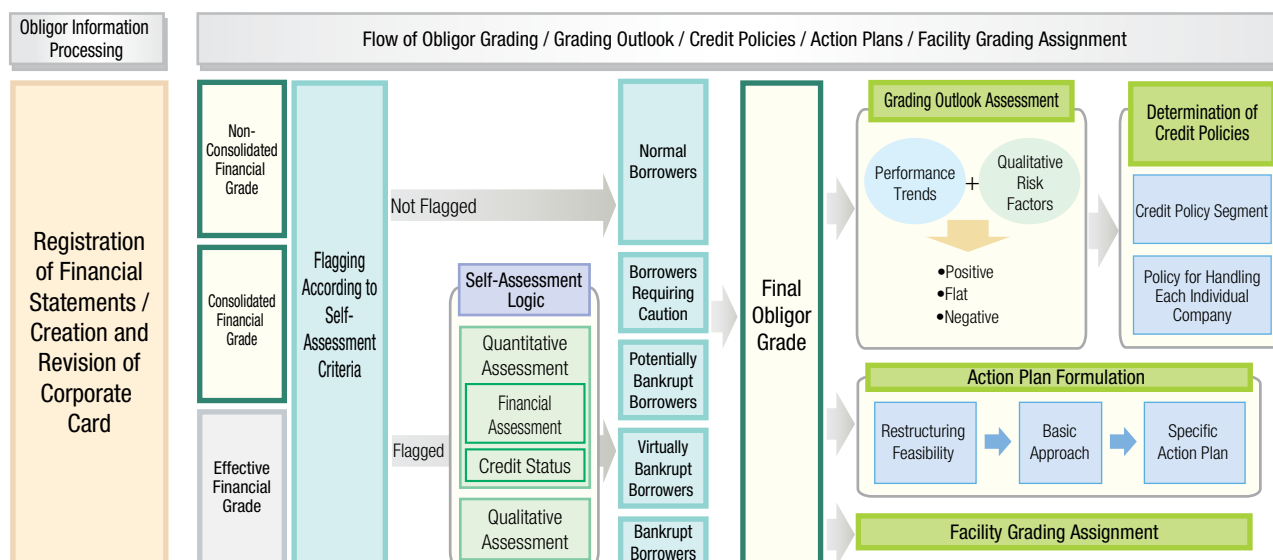 Obligor Information
Processing
Flow of Obligor Grading / Grading Outlook / Credit Policies / Action Plans / Facility Grading Assignment
Registration
of Financial
Statements /
Creation and
Revision of
Corporate
Card
Non-
Consolidated
Financial
Grade
Consolidated
Financial
Grade
Effective
Financial
Grade
Flagging
According to
Self-
Assessment
Criteria
Not Flagged
Flagged
Self-Assessment
Logic
Quantitative
Assessment
Financial
Assessment
Credit Status
Qualitative
Assessment
Normal
Borrowers
Borrowers
Requiring
Caution
Potentially
Bankrupt
Borrowers
Virtually
Bankrupt
Borrowers
Bankrupt
Borrowers
Final
Obligor
Grade
Grading Outlook Assessment
Performance
Trends
+
Qualitative
Risk
Factors
●Positive
●Flat
●Negative
Determination of
Credit Policies
Credit Policy Segment
Policy for Handling
Each Individual
Company
Action Plan Formulation
Restructuring
Feasibility
Basic
Approach
Specific
Action Plan
Facility Grading Assignment